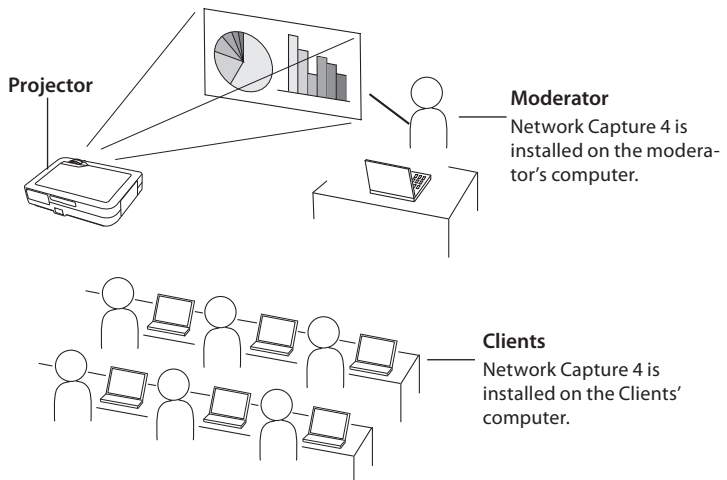 Projector
Moderator
Network Capture 4 is
installed on the modera-
tor's computer.
Clients
Network Capture 4 is
installed on the Clients'
computer.